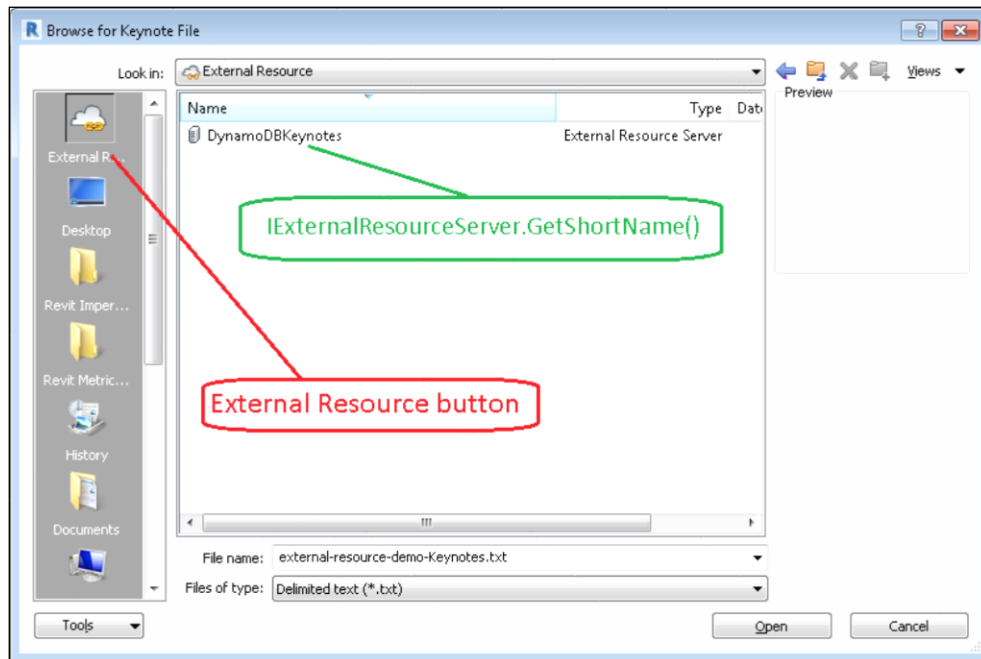 Browse for Keynote File
Look in:
External Resource
Views
Preview
Name
Type
Date
DynamoDBKeynotes
External Resource Server
External R...
Desktop
Revit Imper...
Revit Metric...
History
Documents
IExternalResourceServer.GetShortName()
External Resource button
File name:
external-resource-demo-Keynotes.txt
Files of type:
Delimited text (*.txt)
Tools
Open
Cancel